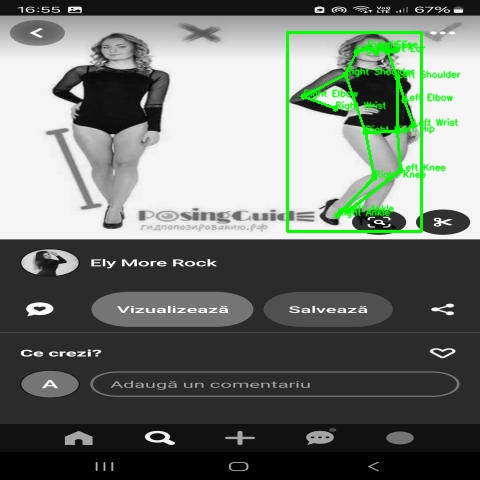 16:55
67%
Right Shoulder
Left Shoulder
Right Elbow
Left Elbow
Right Wrist
Left Wrist
Right Hip
Left Knee
Right Knee
Right Ankle
PosingGuide
гидпопозированию.рф
Ely More Rock
Vizualizează
Salvează
Ce crezi?
A
Adaugă un comentariu